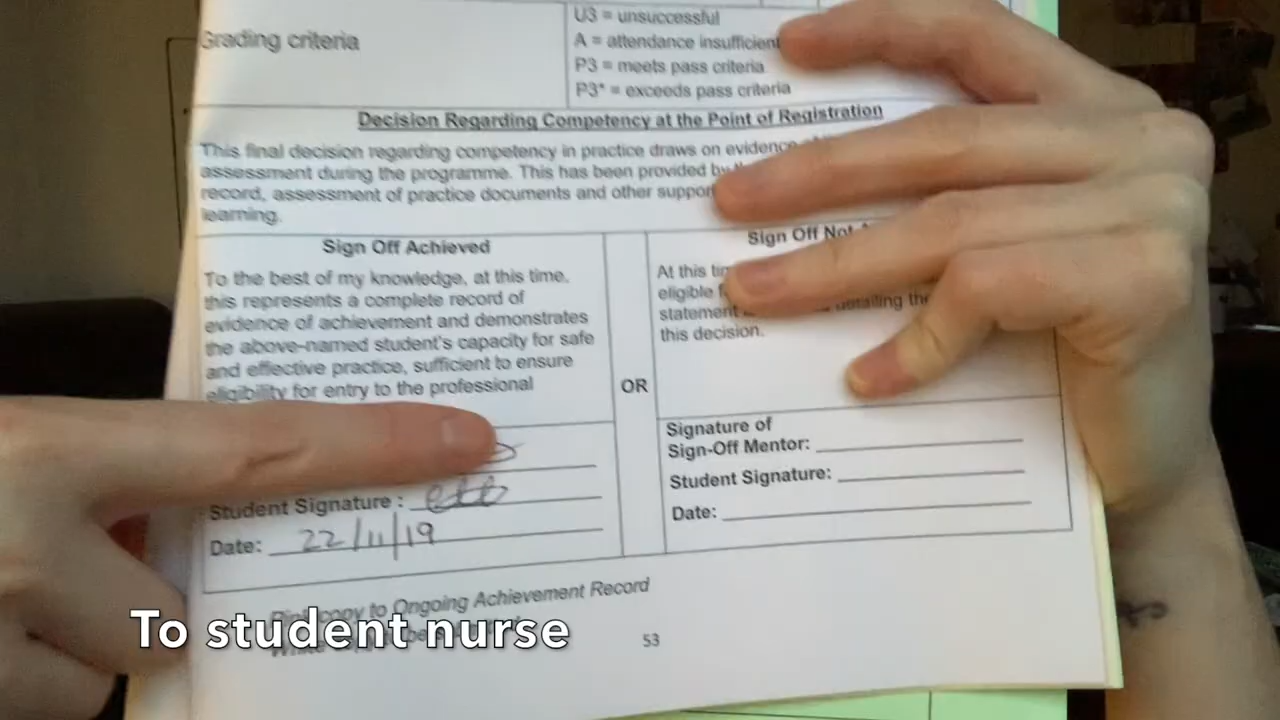 Grading criteria
U3 = unsuccessful
A = attendance insufficient
P3 = meets pass criteria
P3* = exceeds pass criteria
Decision Regarding Competency at the Point of Registration
This final decision regarding competency in practice draws on evidence
assessment during the programme. This has been provided by
record, assessment of practice documents and other
learning.
Sign Off Achieved
To the best of my knowledge, at this time,
this represents a complete record of
evidence of achievement and demonstrates
the above-named student's capacity for safe
and effective practice, sufficient to ensure
eligibility for entry to the professional
Student Signature :
Date: 22/11/19
OR
Sign Off Not
At this
eligible
statement detailing the
this decision.
Signature of
Sign-Off Mentor:
Student Signature:
Date:
copy to Ongoing Achievement Record
53
To student nurse